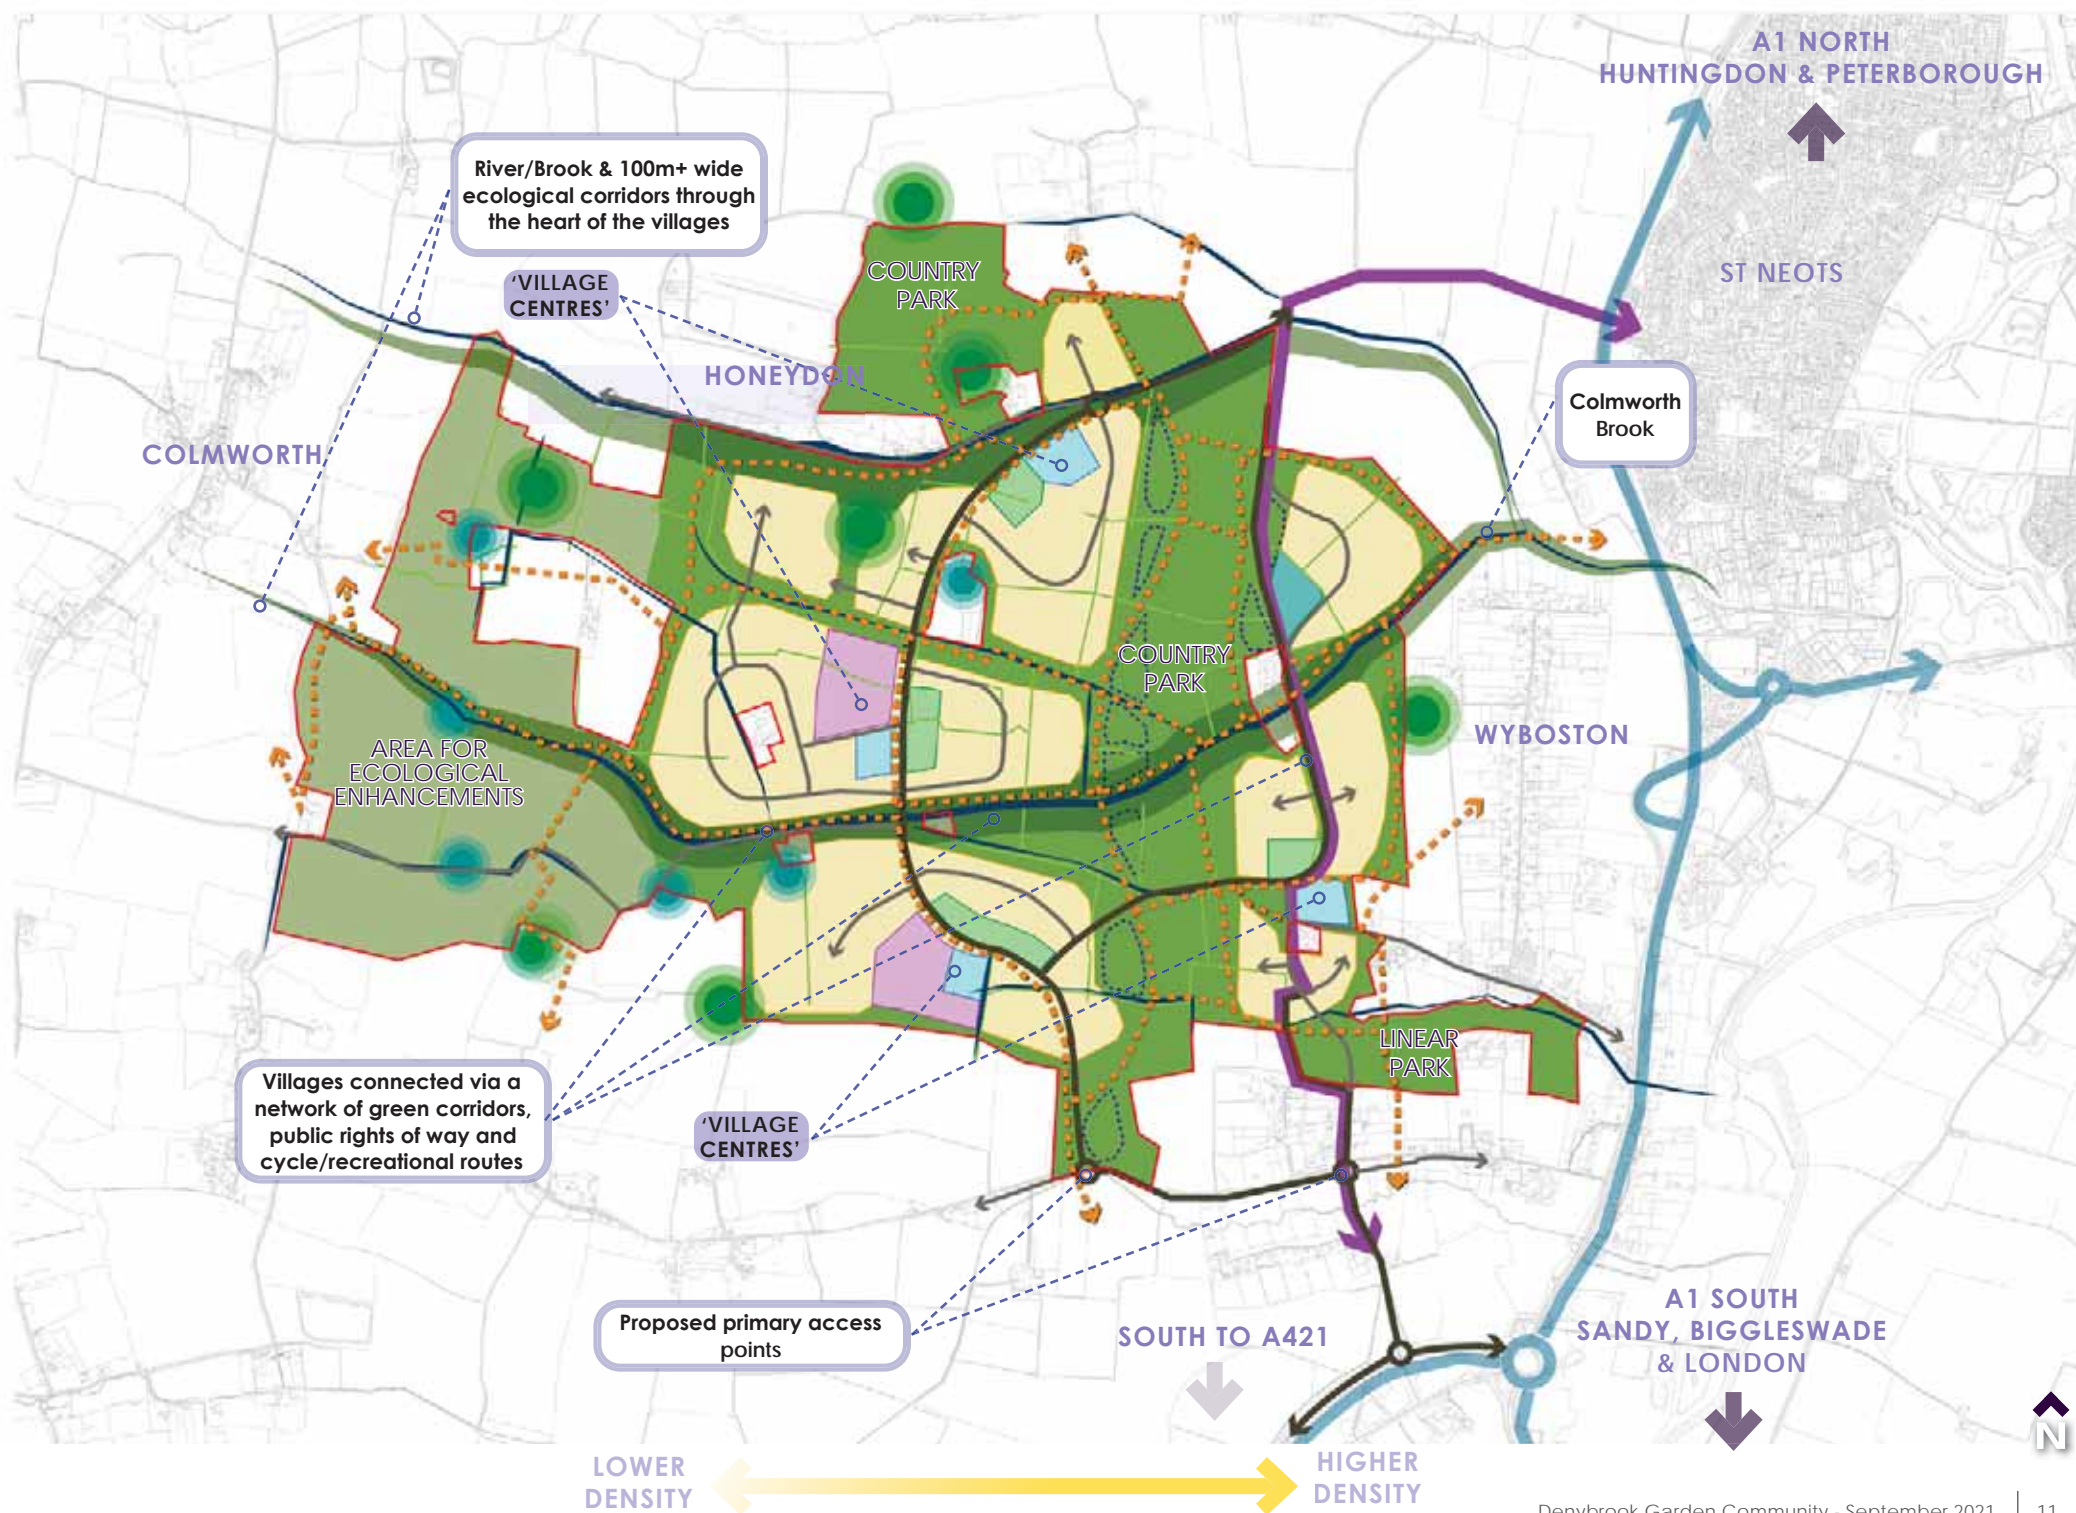 A1 NORTH
HUNTINGDON & PETERBOROUGH
River/Brook & 100m+ wide
ecological corridors through
the heart of the villages
COUNTRY
PARK
ST NEOTS
'VILLAGE
CENTRES'
HONEYDON
Colmworth
Brook
COLMWORTH
COUNTRY
PARK
WYBOSTON
AREA FOR
ECOLOGICAL
ENHANCEMENTS
LINEAR
PARK
Villages connected via a
network of green corridors,
public rights of way and
cycle/recreational routes
'VILLAGE
CENTRES'
Proposed primary access
points
SOUTH TO A421
A1 SOUTH
SANDY, BIGGLESWADE
& LONDON
N
LOWER
DENSITY
HIGHER
DENSITY
Denybrook Garden Community - September 2021 | 11